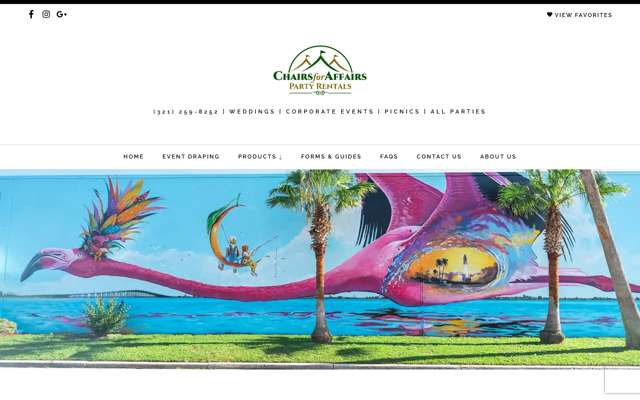 VIEW FAVORITES
CHAIRS for AFFAIRS
PARTY RENTALS
(321) 259-8252 | WEDDINGS | CORPORATE EVENTS | PICNICS | ALL PARTIES
HOME EVENT DRAPING PRODUCTS ↓ FORMS & GUIDES FAQS CONTACT US ABOUT US